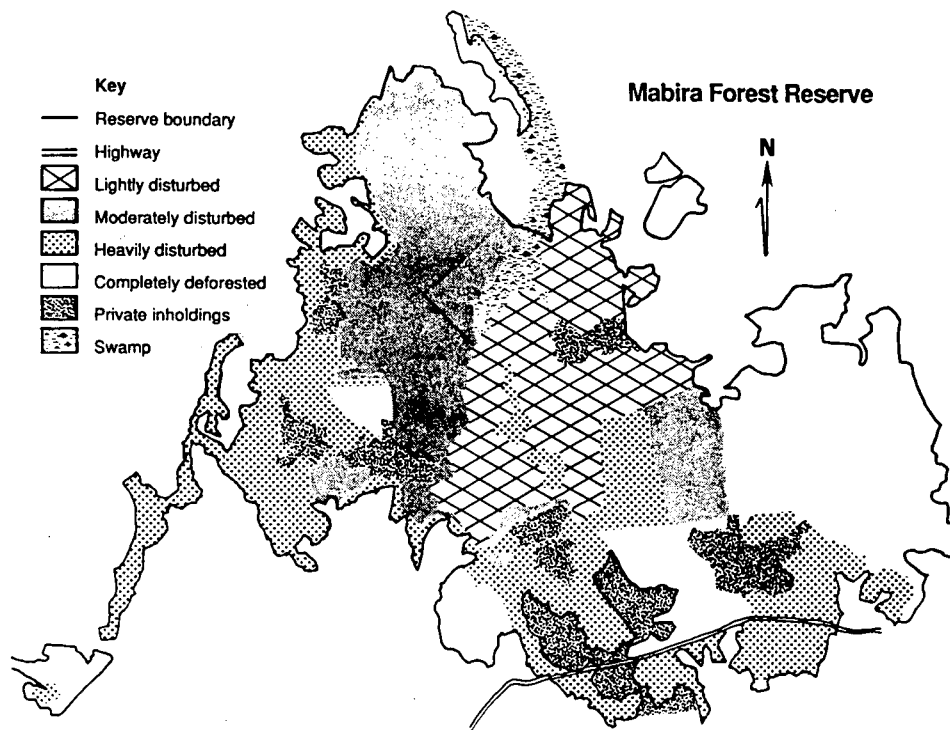 Mabira Forest Reserve
Key
Reserve boundary
Highway
Lightly disturbed
Moderately disturbed
Heavily disturbed
Completely deforested
Private inholdings
Swamp
N